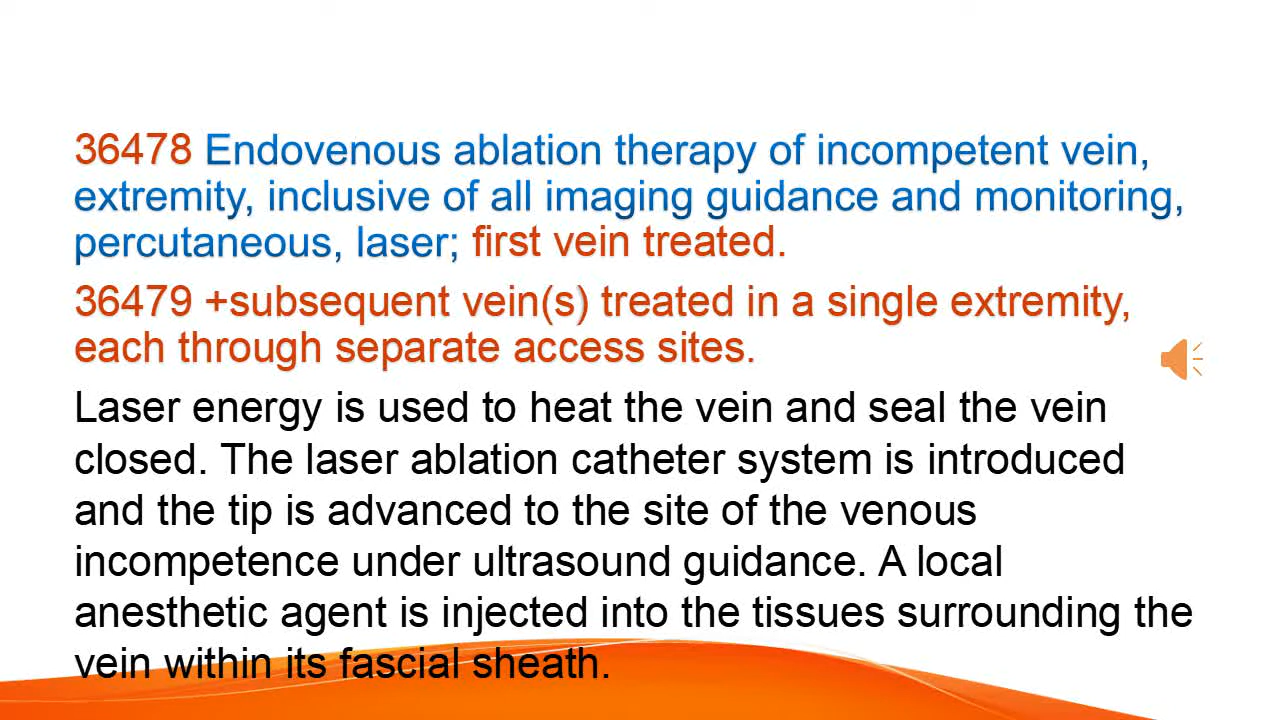 36478 Endovenous ablation therapy of incompetent vein,
extremity, inclusive of all imaging guidance and monitoring,
percutaneous, laser; first vein treated.
36479 +subsequent vein(s) treated in a single extremity,
each through separate access sites.
Laser energy is used to heat the vein and seal the vein
closed. The laser ablation catheter system is introduced
and the tip is advanced to the site of the venous
incompetence under ultrasound guidance. A local
anesthetic agent is injected into the tissues surrounding the
vein within its fascial sheath.